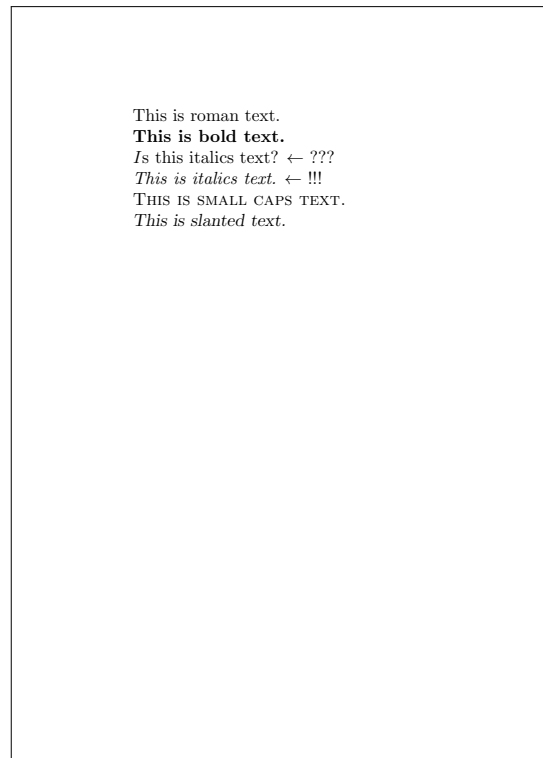 This is roman text.
This is bold text.
Is this italics text? ← ???
This is italics text. ← !!!
THIS IS SMALL CAPS TEXT.
This is slanted text.